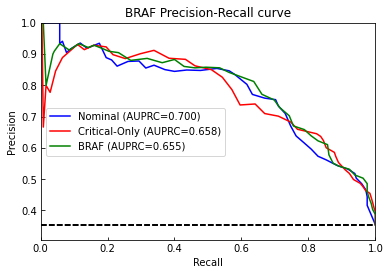 BRAF Precision-Recall curve
1.0
0.9
0.8
0.7
0.6
0.5
0.4
Precision
Nominal (AUPRC=0.700)
Critical-Only (AUPRC=0.658)
BRAF (AUPRC=0.655)
0.0 0.2 0.4 0.6 0.8 1.0
Recall